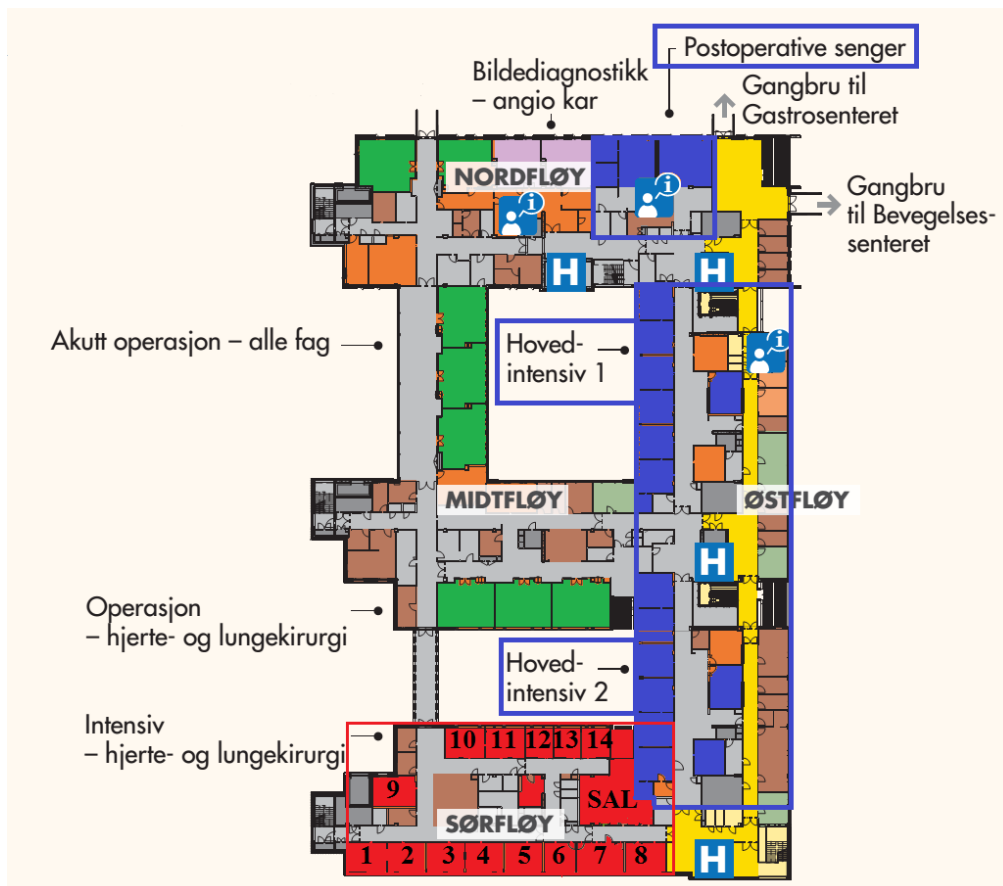 Postoperative senger
Bildediagnostikk
– angio kar
Gangbru til
Gastrosenteret
NORDFLØY
i
i
Gangbru
til Bevegelses-
senteret
H
H
Akutt operasjon – alle fag
Hoved-
intensiv 1
i
MIDTFLØY
ØSTFLØY
H
Operasjon
– hjerte- og lungekirurgi
Hoved-
intensiv 2
Intensiv
– hjerte- og lungekirurgi
10 11 12 13 14
9
SAL
SØRFLØY
1 2 3 4 5 6 7 8
H